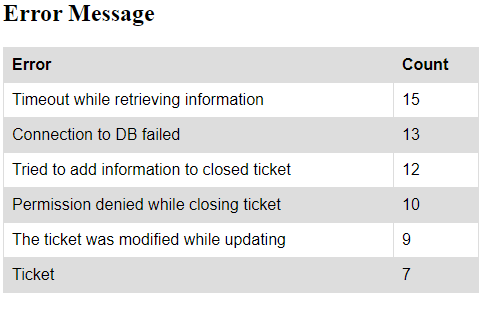 Error Message
Error Count
Timeout while retrieving information 15
Connection to DB failed 13
Tried to add information to closed ticket 12
Permission denied while closing ticket 10
The ticket was modified while updating 9
Ticket 7